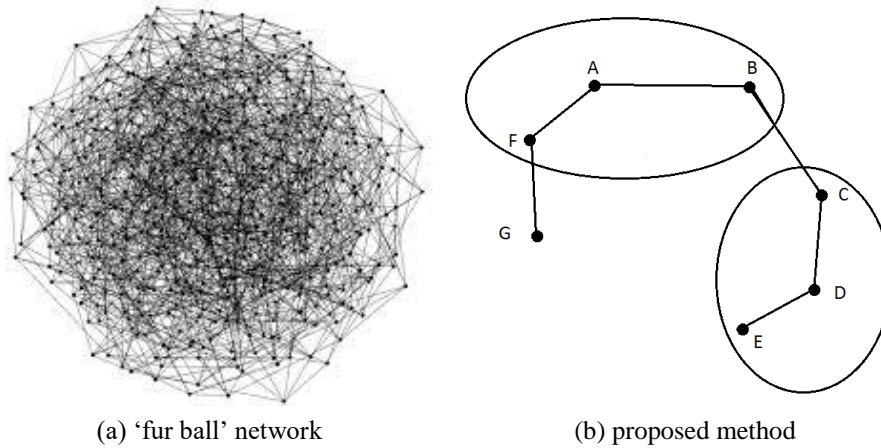 A
B
F
C
G
D
E
(a) ‘fur ball’ network
(b) proposed method